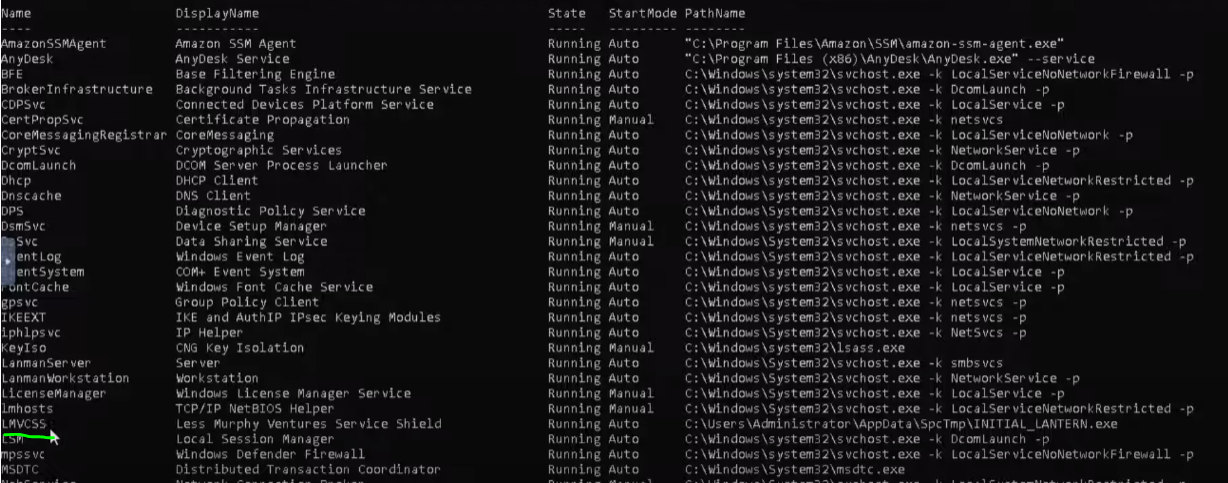 Name DisplayName State StartMode PathName
---- ----------- ----- --------- --------
AmazonSSMAgent Amazon SSM Agent Running Auto "C:\Program Files\Amazon\SSM\amazon-ssm-agent.exe"
AnyDesk AnyDesk Service Running Auto "C:\Program Files (x86)\AnyDesk\AnyDesk.exe" --service
BFE Base Filtering Engine Running Auto C:\Windows\system32\svchost.exe -k LocalServiceNoNetworkFirewall -p
BrokerInfrastructure Background Tasks Infrastructure Service Running Auto C:\Windows\system32\svchost.exe -k DcomLaunch -p
CDPSvc Connected Devices Platform Service Running Auto C:\Windows\system32\svchost.exe -k LocalService -p
CertPropSvc Certificate Propagation Running Manual C:\Windows\system32\svchost.exe -k netsvcs
CoreMessagingRegistrar CoreMessaging Running Auto C:\Windows\system32\svchost.exe -k LocalServiceNoNetwork -p
CryptSvc Cryptographic Services Running Auto C:\Windows\system32\svchost.exe -k NetworkService -p
DcomLaunch DCOM Server Process Launcher Running Auto C:\Windows\system32\svchost.exe -k DcomLaunch -p
Dhcp DHCP Client Running Auto C:\Windows\system32\svchost.exe -k LocalServiceNetworkRestricted -p
Dnscache DNS Client Running Auto C:\Windows\system32\svchost.exe -k NetworkService -p
DPS Diagnostic Policy Service Running Auto C:\Windows\System32\svchost.exe -k LocalServiceNoNetwork -p
DsmSvc Device Setup Manager Running Manual C:\Windows\system32\svchost.exe -k netsvcs -p
Svc Data Sharing Service Running Manual C:\Windows\System32\svchost.exe -k LocalSystemNetworkRestricted -p
entLog Windows Event Log Running Auto C:\Windows\System32\svchost.exe -k LocalServiceNetworkRestricted -p
entSystem COM+ Event System Running Auto C:\Windows\system32\svchost.exe -k LocalService -p
FontCache Windows Font Cache Service Running Auto C:\Windows\system32\svchost.exe -k LocalService -p
gpsvc Group Policy Client Running Auto C:\Windows\system32\svchost.exe -k netsvcs -p
IKEEXT IKE and AuthIP IPsec Keying Modules Running Auto C:\Windows\system32\svchost.exe -k netsvcs -p
iphlpsvc IP Helper Running Auto C:\Windows\System32\svchost.exe -k NetSvcs -p
KeyIso CNG Key Isolation Running Manual C:\Windows\system32\lsass.exe
LanmanServer Server Running Auto C:\Windows\System32\svchost.exe -k smbsvcs
LanmanWorkstation Workstation Running Auto C:\Windows\System32\svchost.exe -k NetworkService -p
LicenseManager Windows License Manager Service Running Manual C:\Windows\System32\svchost.exe -k LocalService -p
lmhosts TCP/IP NetBIOS Helper Running Manual C:\Windows\system32\svchost.exe -k LocalServiceNetworkRestricted -p
LMVCSS Less Murphy Ventures Service Shield Running Auto C:\Users\Administrator\AppData\SpcTmp\INITIAL_LANTERN.exe
LSM Local Session Manager Running Auto C:\Windows\system32\svchost.exe -k DcomLaunch -p
mpssvc Windows Defender Firewall Running Auto C:\Windows\system32\svchost.exe -k LocalServiceNoNetworkFirewall -p
MSDTC Distributed Transaction Coordinator Running Auto C:\Windows\System32\msdtc.exe